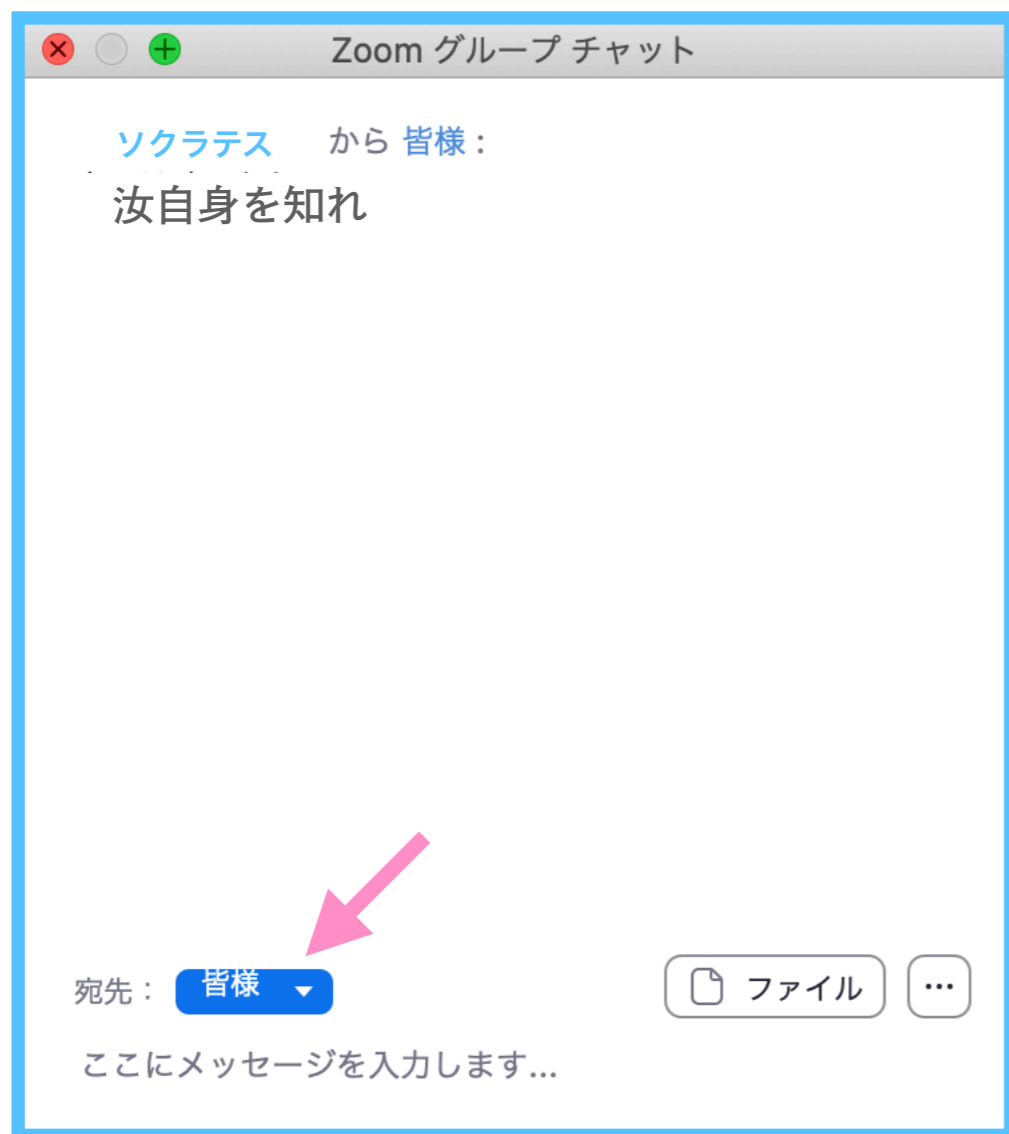 Zoom グループ チャット
ソクラテス から 皆様：
汝自身を知れ
宛先： 皆様 ファイル ...
ここにメッセージを入力します...